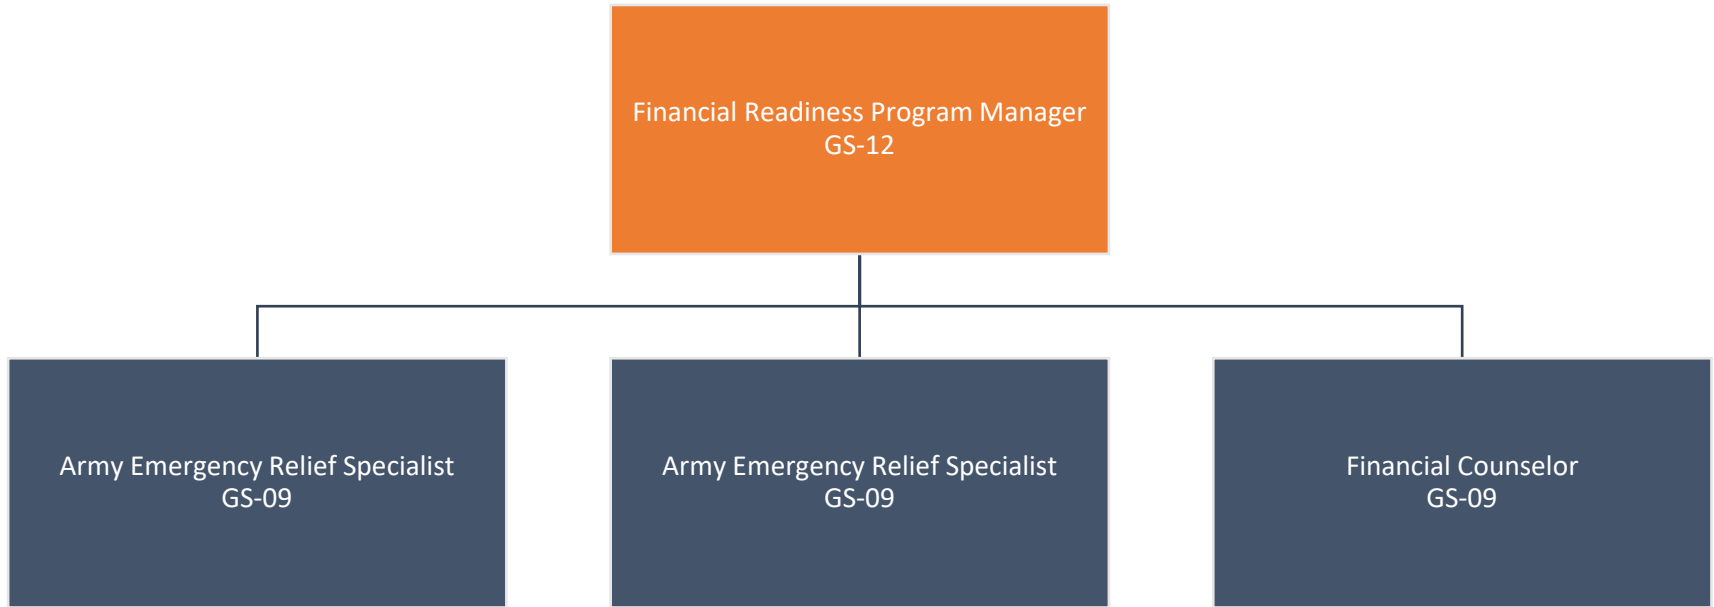 Financial Readiness Program Manager
GS-12
Army Emergency Relief Specialist
GS-09
Army Emergency Relief Specialist
GS-09
Financial Counselor
GS-09